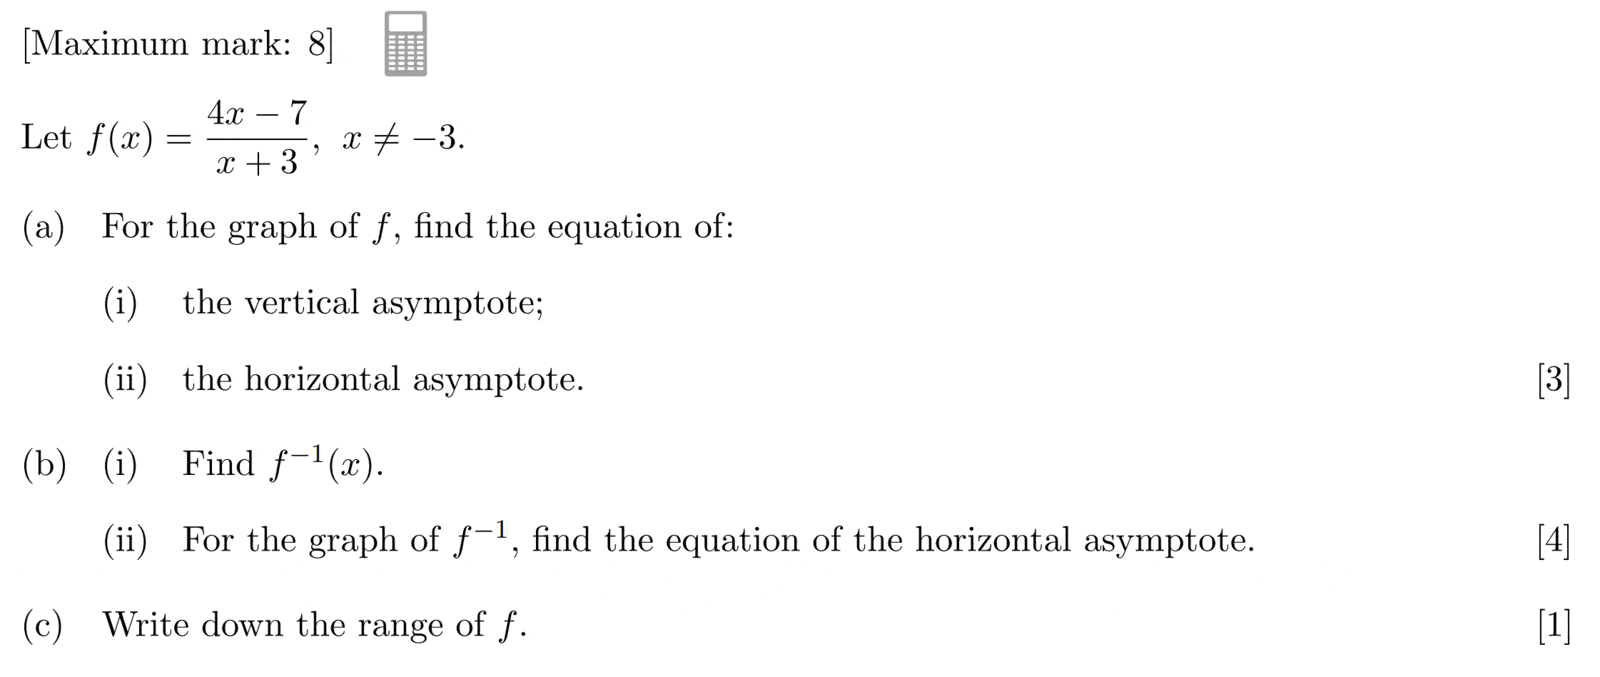 [Maximum mark: 8]
Let f(x) = \frac{4x − 7}{x + 3}, x ≠ −3.
(a) For the graph of f, find the equation of:
(i) the vertical asymptote;
(ii) the horizontal asymptote. [3]
(b) (i) Find f⁻¹(x).
(ii) For the graph of f⁻¹, find the equation of the horizontal asymptote. [4]
(c) Write down the range of f. [1]